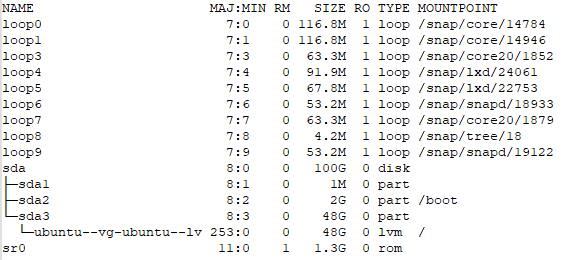 NAME                      MAJ:MIN RM   SIZE RO TYPE MOUNTPOINT
loop0                       7:0    0 116.8M  1 loop /snap/core/14784
loop1                       7:1    0 116.8M  1 loop /snap/core/14946
loop3                       7:3    0  63.3M  1 loop /snap/core20/1852
loop4                       7:4    0  91.9M  1 loop /snap/lxd/24061
loop5                       7:5    0  67.8M  1 loop /snap/lxd/22753
loop6                       7:6    0  53.2M  1 loop /snap/snapd/18933
loop7                       7:7    0  63.3M  1 loop /snap/core20/1879
loop8                       7:8    0   4.2M  1 loop /snap/tree/18
loop9                       7:9    0  53.2M  1 loop /snap/snapd/19122
sda                         8:0    0   100G  0 disk
├─sda1                      8:1    0     1M  0 part
├─sda2                      8:2    0     2G  0 part /boot
└─sda3                      8:3    0    48G  0 part
  └─ubuntu--vg-ubuntu--lv 253:0    0    48G  0 lvm  /
sr0                        11:0    1   1.3G  0 rom